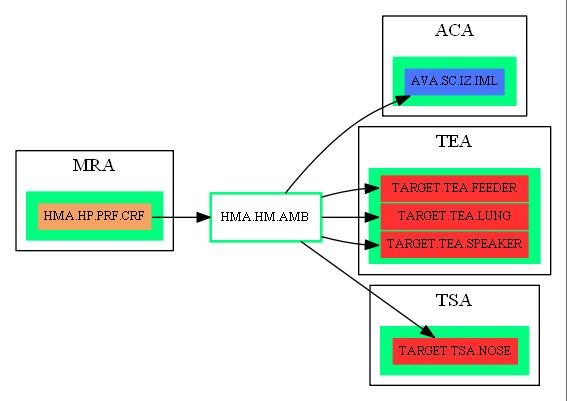 ACA
AVA.SC.IZ.IML
TEA
MRA
TARGET.TEA.FEEDER
HMA.HP.PRF.CRF
HMA.HM.AMB
TARGET.TEA.LUNG
TARGET.TEA.SPEAKER
TSA
TARGET.TSA.NOSE